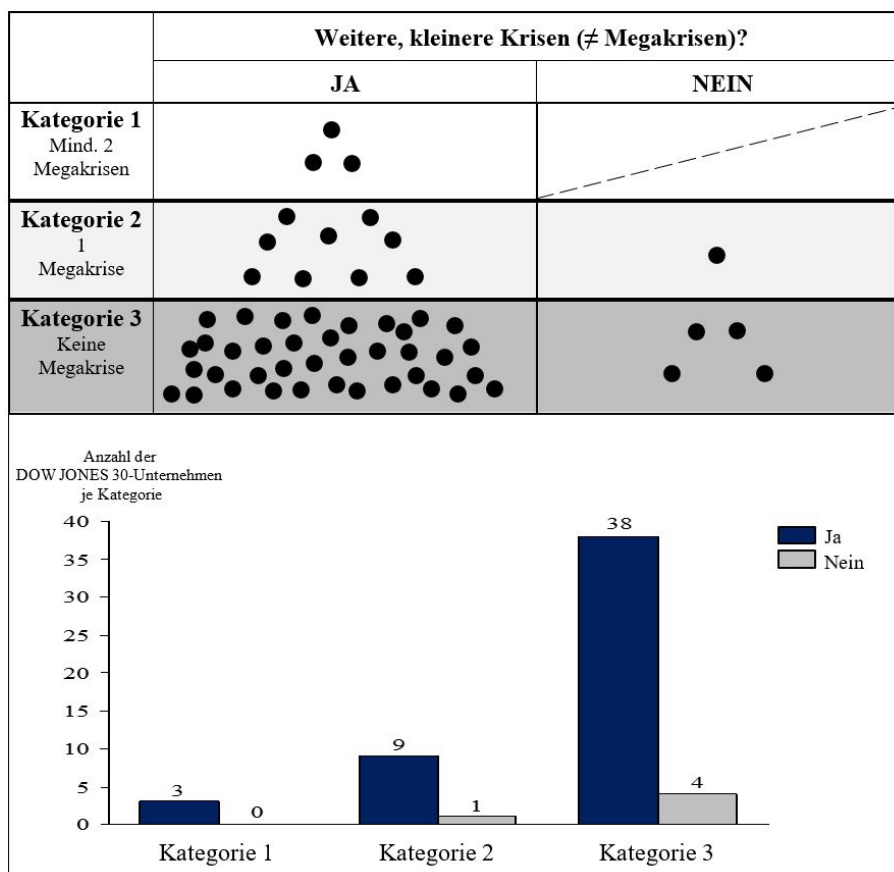 Weitere, kleinere Krisen (≠ Megakrisen)?
JA
NEIN
Kategorie 1
Mind. 2
Megakrisen
Kategorie 2
1
Megakrise
Kategorie 3
Keine
Megakrise
Anzahl der
DOW JONES 30-Unternehmen
je Kategorie
40
35
30
25
20
15
10
5
0
3
0
9
1
38
4
Kategorie 1
Kategorie 2
Kategorie 3
Ja
Nein